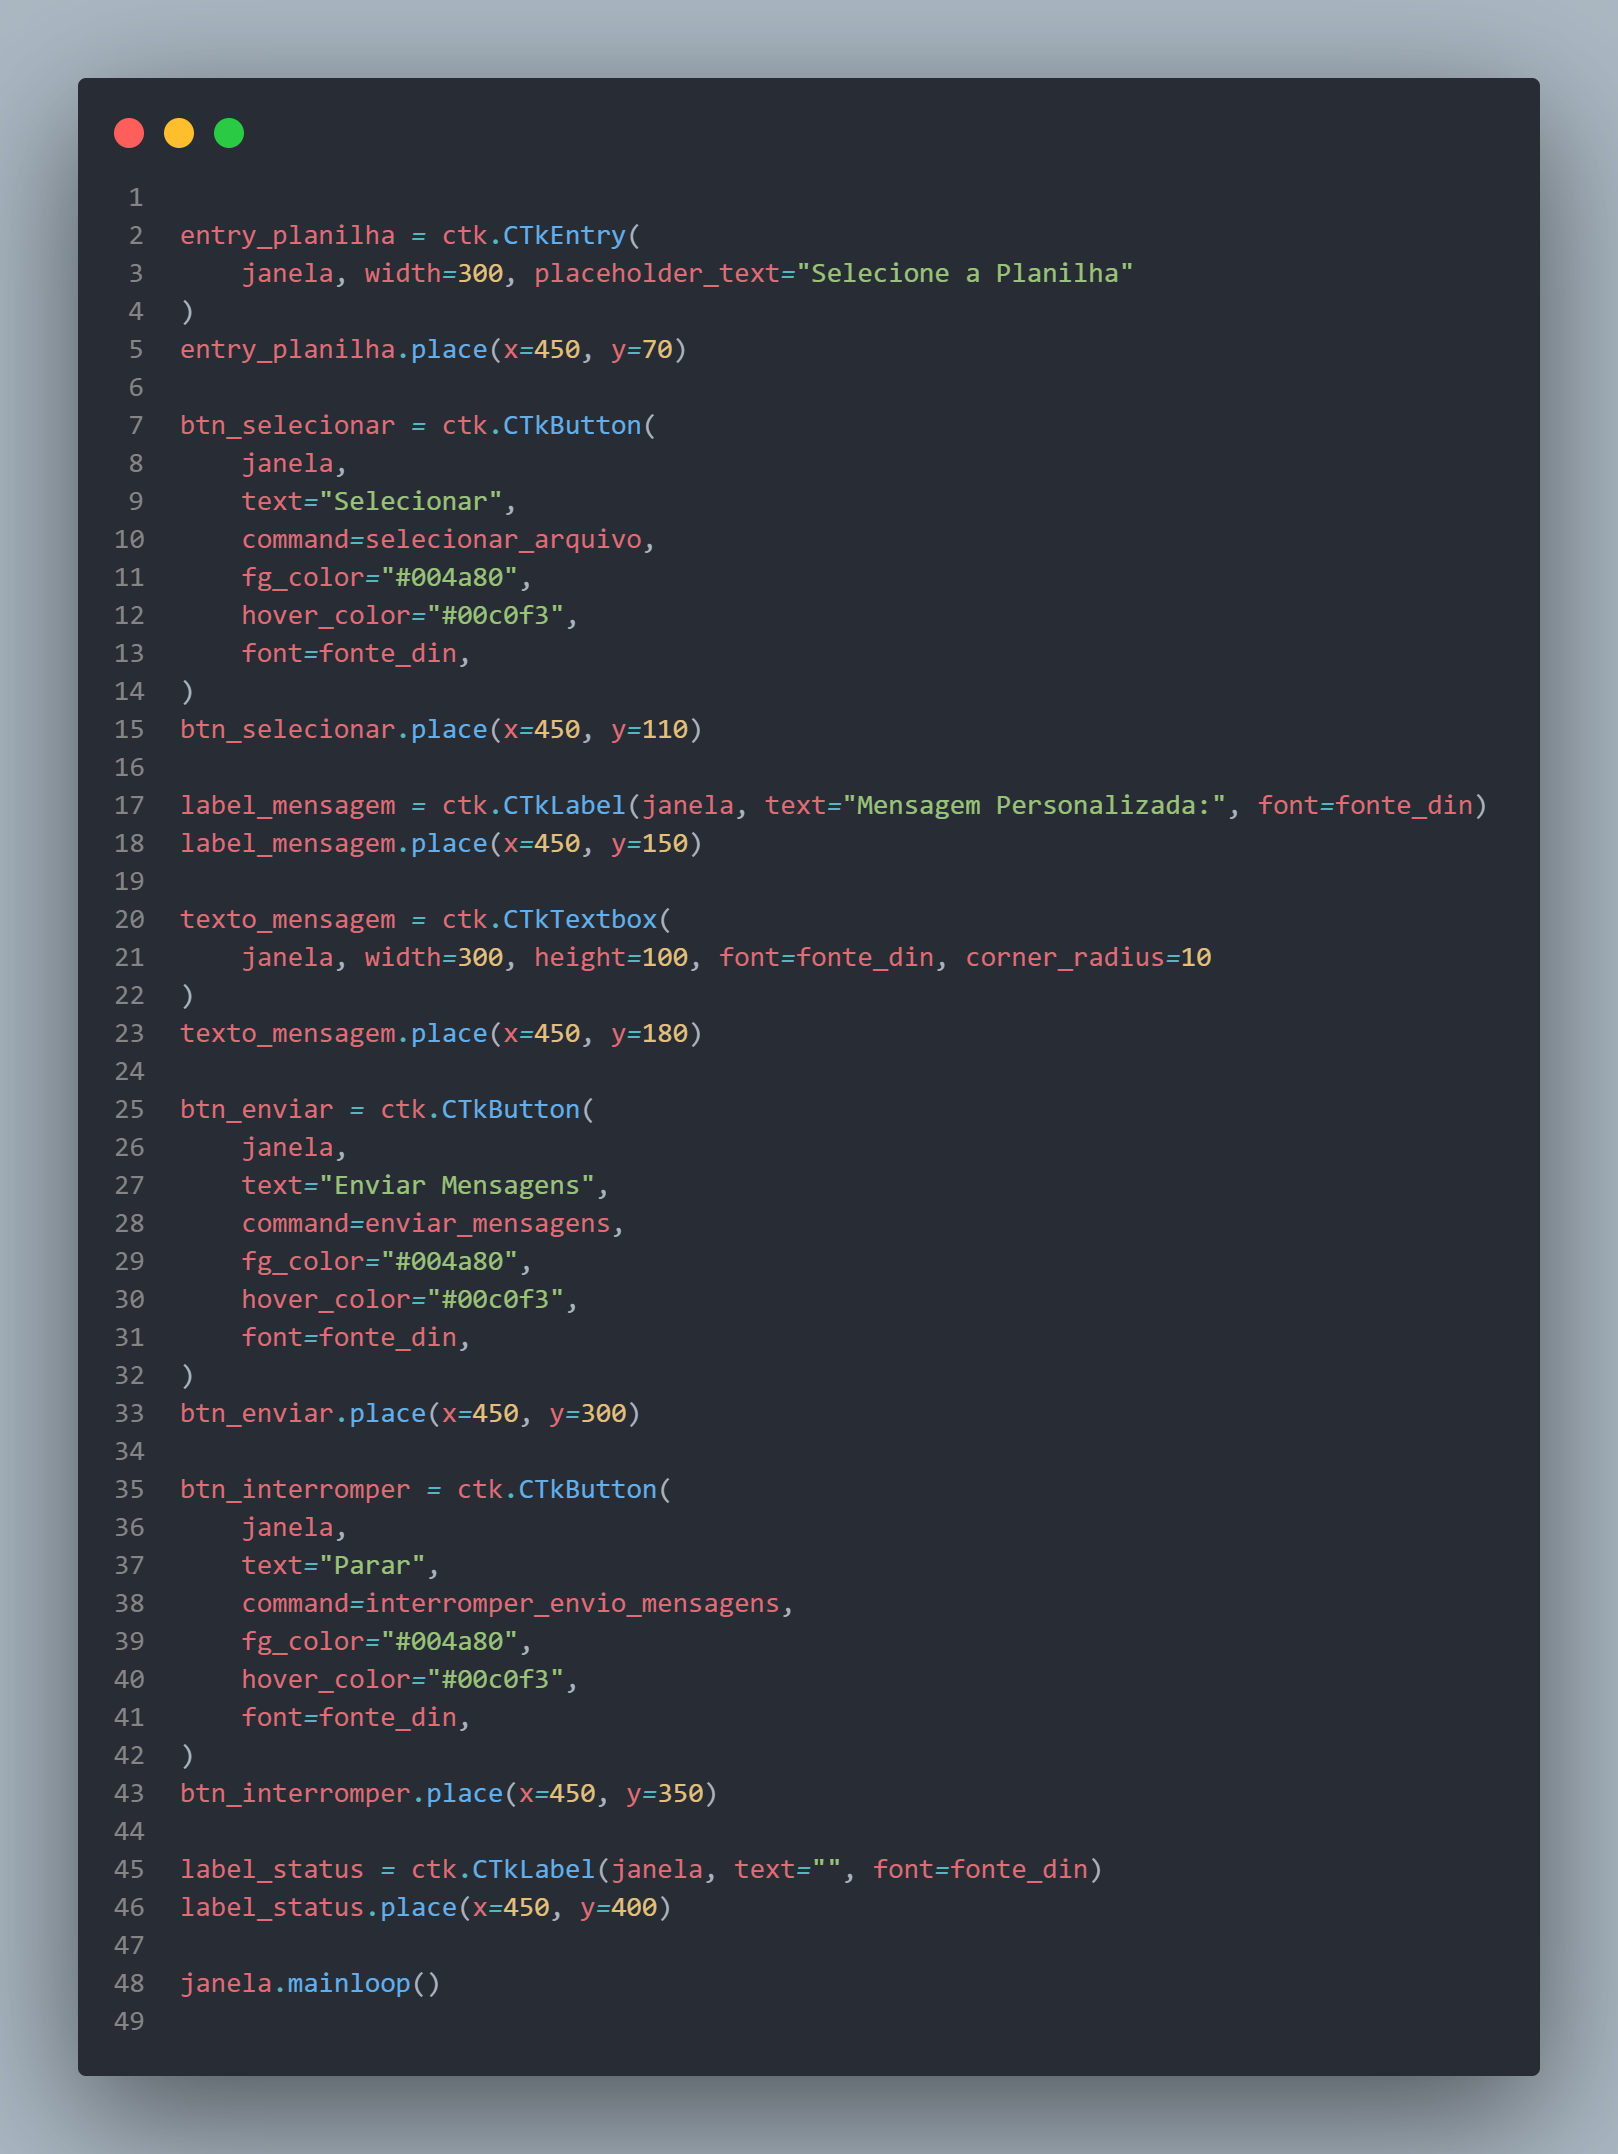 1
2 entry_planilha = ctk.CTkEntry(
3     janela, width=300, placeholder_text="Selecione a Planilha"
4 )
5 entry_planilha.place(x=450, y=70)
6
7 btn_selecionar = ctk.CTkButton(
8     janela,
9     text="Selecionar",
10     command=selecionar_arquivo,
11     fg_color="#004a80",
12     hover_color="#00c0f3",
13     font=fonte_din,
14 )
15 btn_selecionar.place(x=450, y=110)
16
17 label_mensagem = ctk.CTkLabel(janela, text="Mensagem Personalizada:", font=fonte_din)
18 label_mensagem.place(x=450, y=150)
19
20 texto_mensagem = ctk.CTkTextbox(
21     janela, width=300, height=100, font=fonte_din, corner_radius=10
22 )
23 texto_mensagem.place(x=450, y=180)
24
25 btn_enviar = ctk.CTkButton(
26     janela,
27     text="Enviar Mensagens",
28     command=enviar_mensagens,
29     fg_color="#004a80",
30     hover_color="#00c0f3",
31     font=fonte_din,
32 )
33 btn_enviar.place(x=450, y=300)
34
35 btn_interromper = ctk.CTkButton(
36     janela,
37     text="Parar",
38     command=interromper_envio_mensagens,
39     fg_color="#004a80",
40     hover_color="#00c0f3",
41     font=fonte_din,
42 )
43 btn_interromper.place(x=450, y=350)
44
45 label_status = ctk.CTkLabel(janela, text="", font=fonte_din)
46 label_status.place(x=450, y=400)
47
48 janela.mainloop()
49